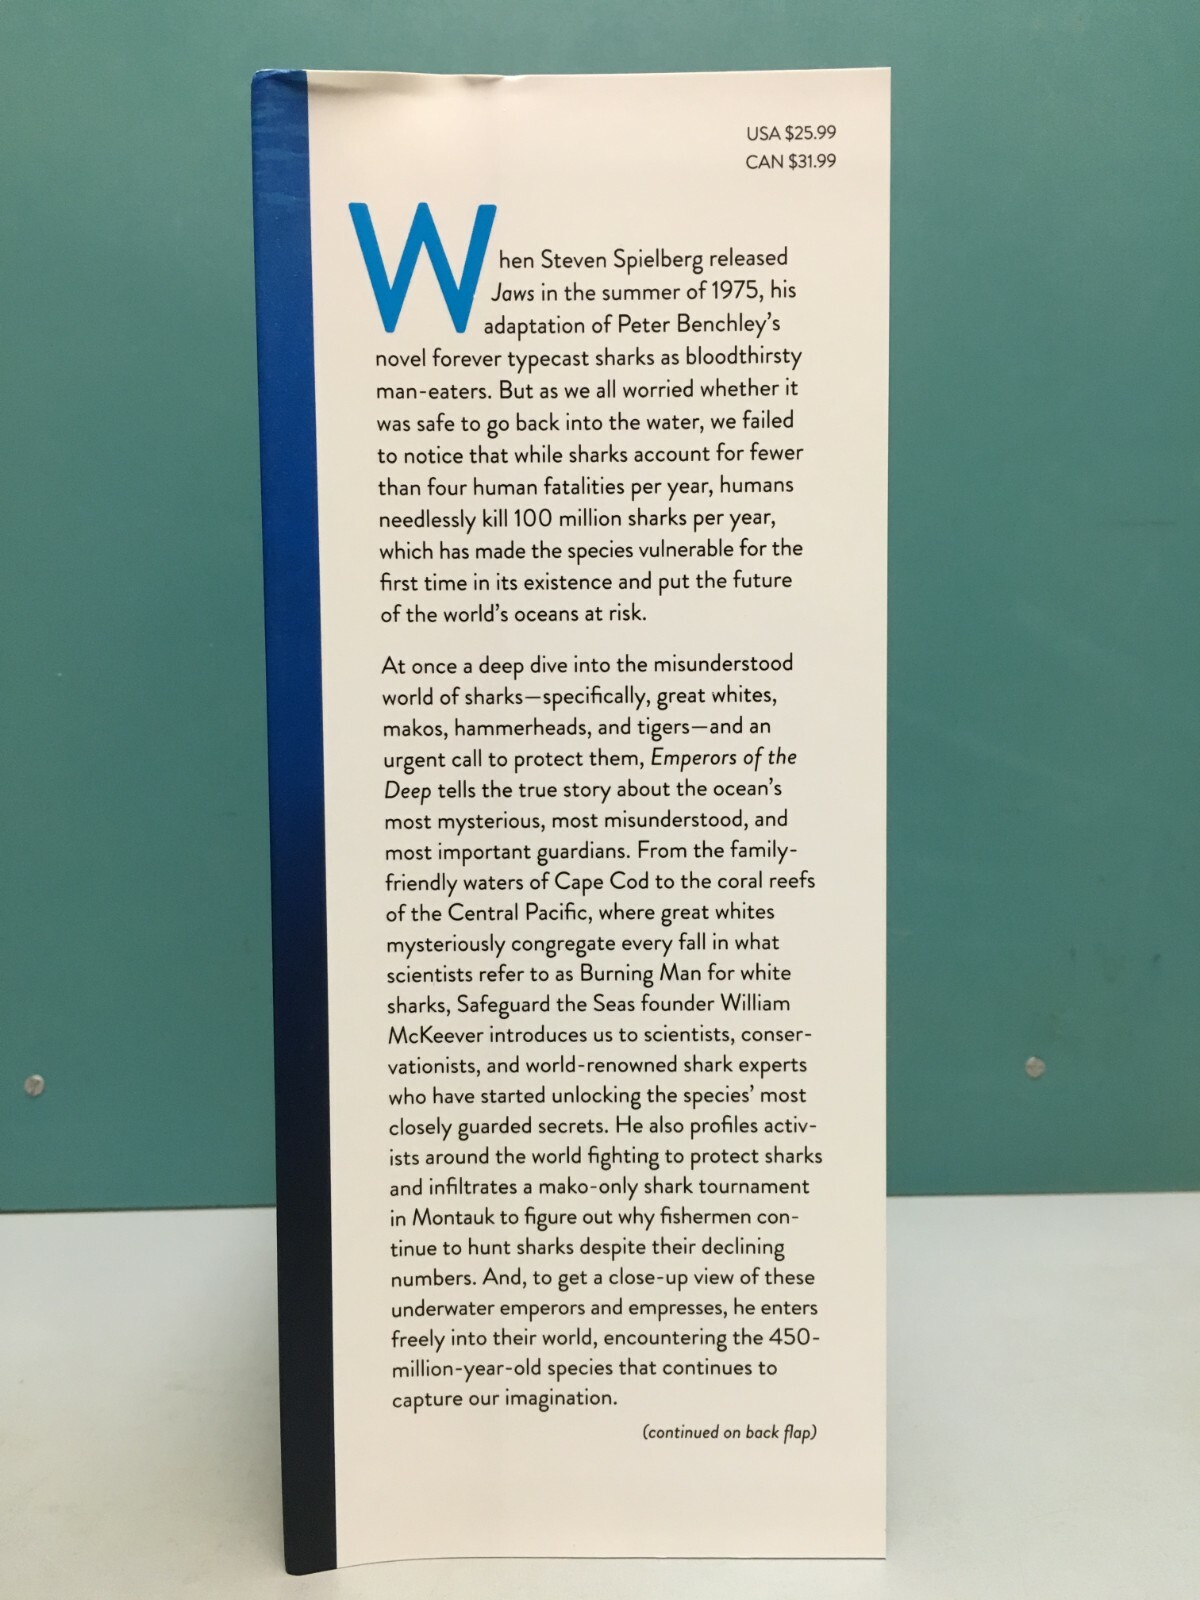 USA $25.99
CAN $31.99
When Steven Spielberg released
Jaws in the summer of 1975, his
adaptation of Peter Benchley's
novel forever typecast sharks as bloodthirsty
man-eaters. But as we all worried whether it
was safe to go back into the water, we failed
to notice that while sharks account for fewer
than four human fatalities per year, humans
needlessly kill 100 million sharks per year,
which has made the species vulnerable for the
first time in its existence and put the future
of the world's oceans at risk.
At once a deep dive into the misunderstood
world of sharks—specifically, great whites,
makos, hammerheads, and tigers—and an
urgent call to protect them, Emperors of the
Deep tells the true story about the ocean's
most mysterious, most misunderstood, and
most important guardians. From the family-
friendly waters of Cape Cod to the coral reefs
of the Central Pacific, where great whites
mysteriously congregate every fall in what
scientists refer to as Burning Man for white
sharks, Safeguard the Seas founder William
McKeever introduces us to scientists, conser-
vationists, and world-renowned shark experts
who have started unlocking the species' most
closely guarded secrets. He also profiles activ-
ists around the world fighting to protect sharks
and infiltrates a mako-only shark tournament
in Montauk to figure out why fishermen con-
tinue to hunt sharks despite their declining
numbers. And, to get a close-up view of these
underwater emperors and empresses, he enters
freely into their world, encountering the 450-
million-year-old species that continues to
capture our imagination.
(continued on back flap)